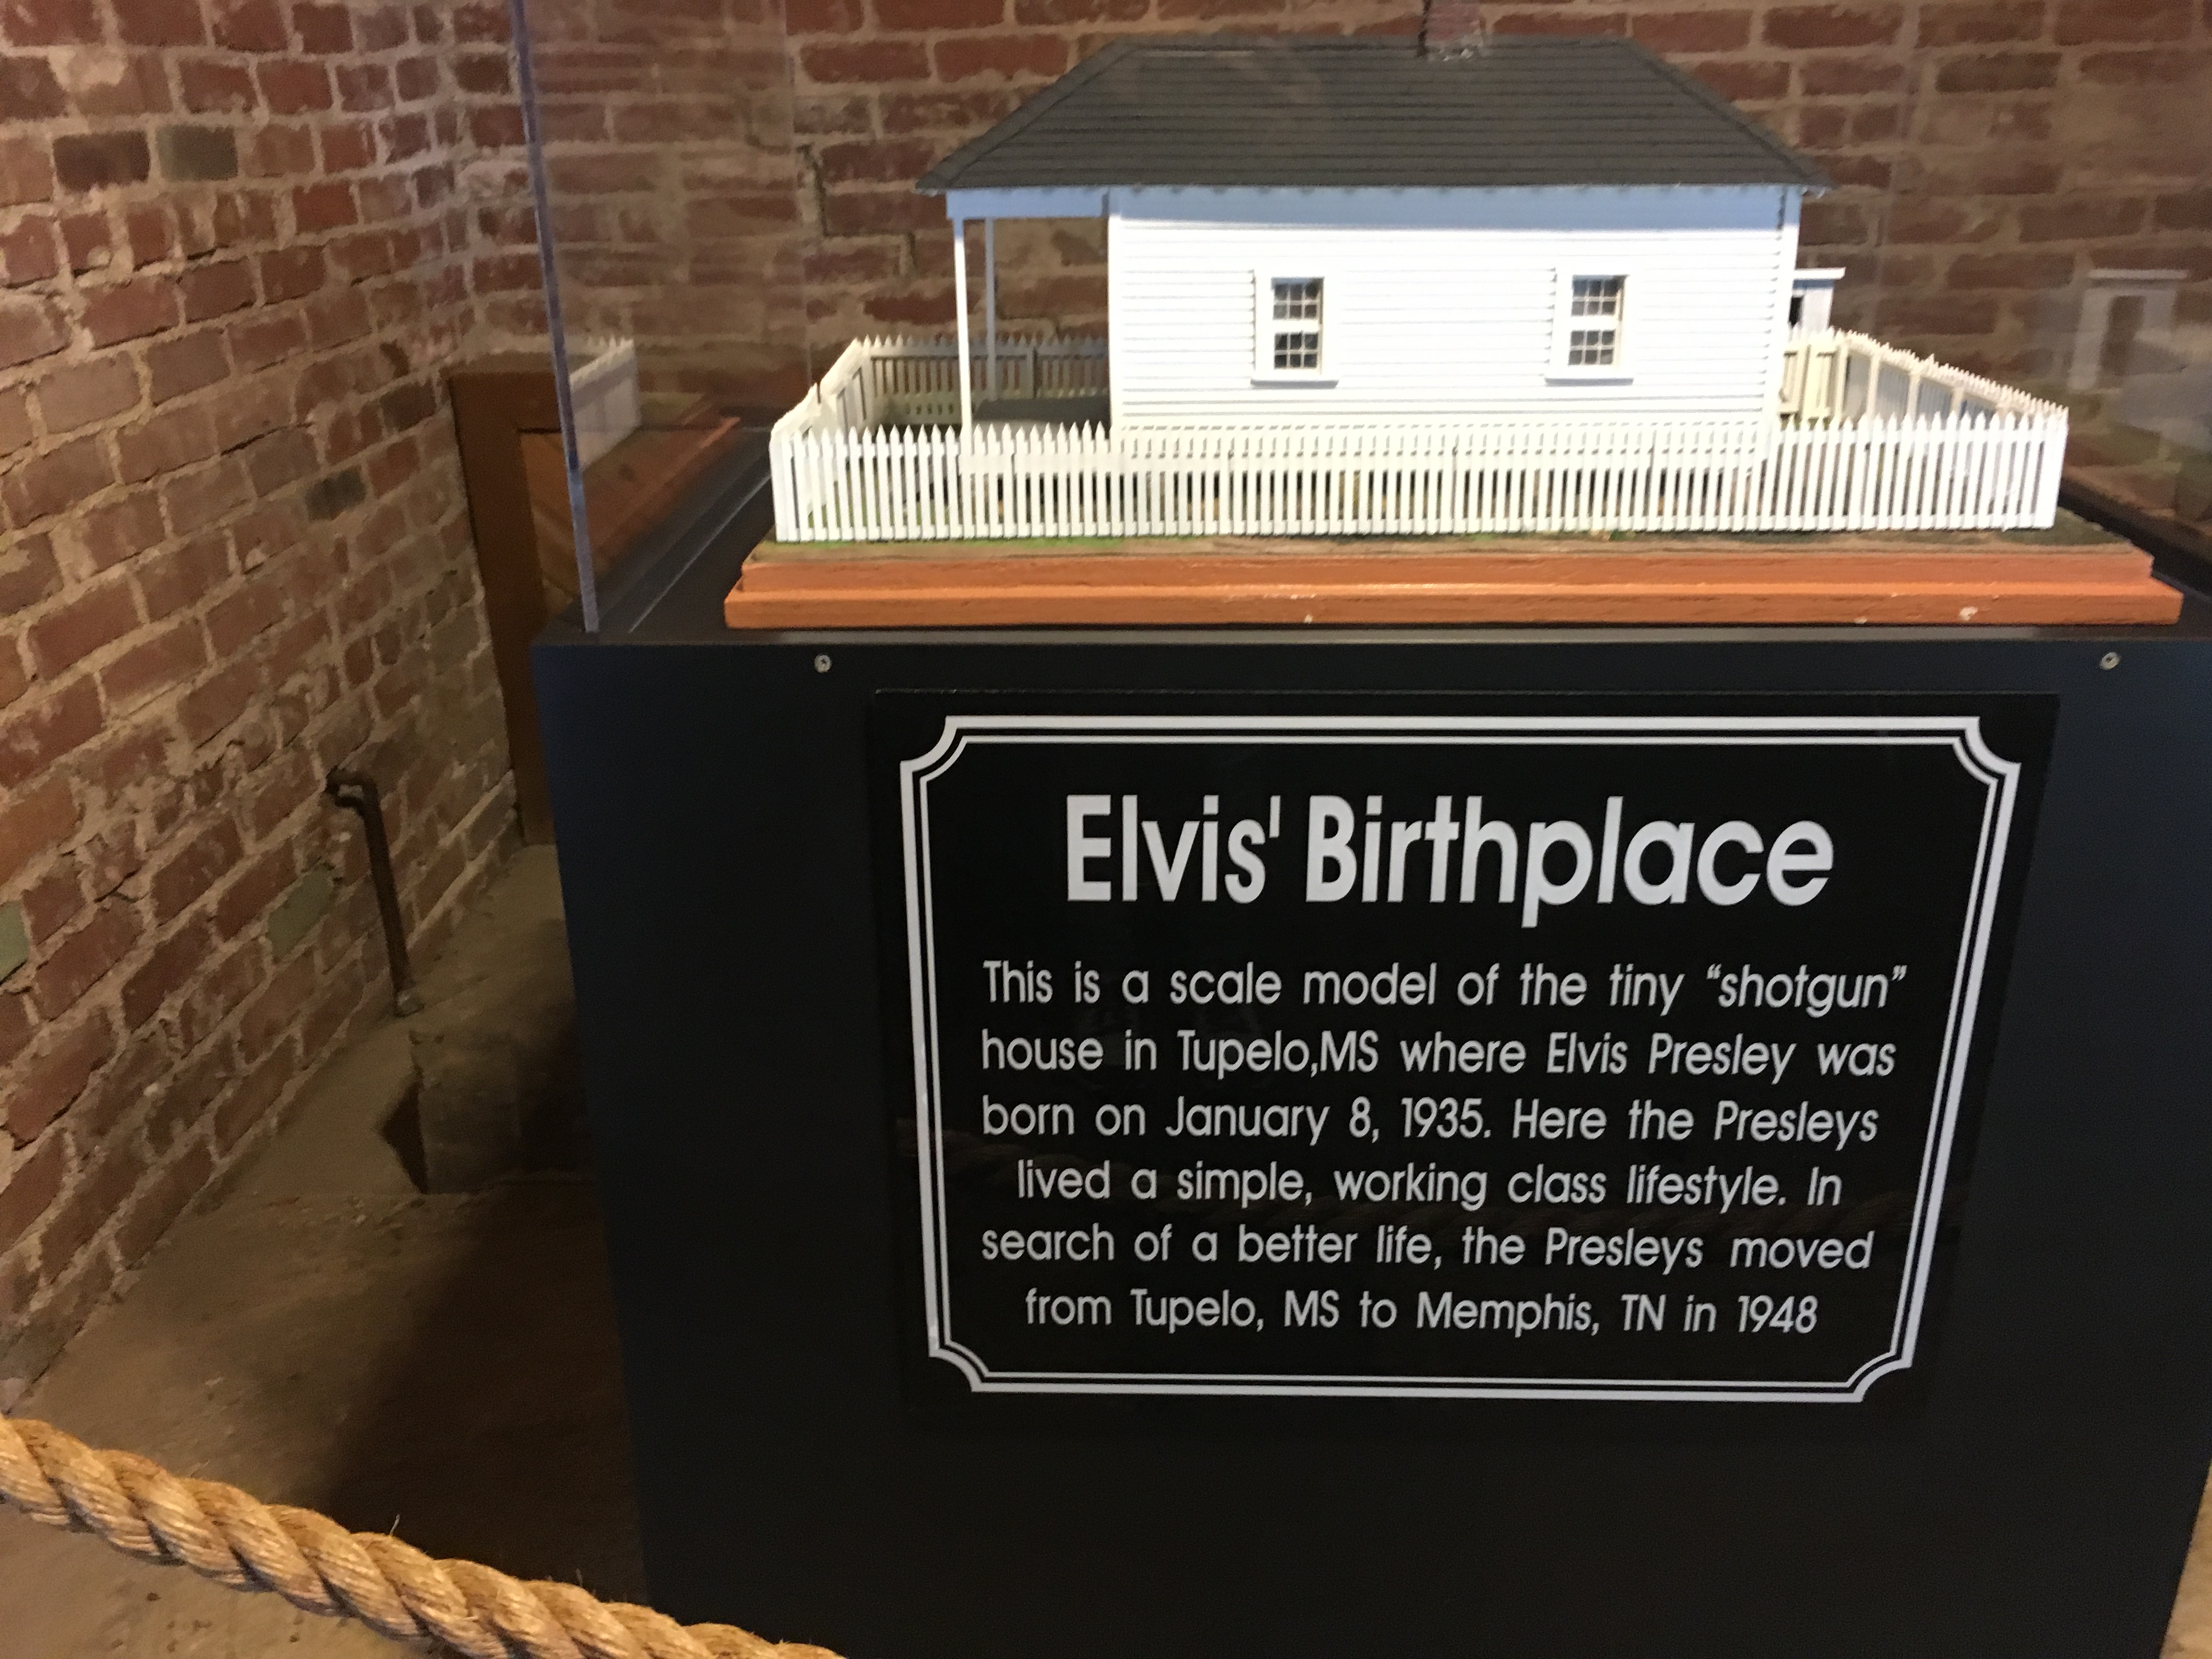 Elvis' Birthplace
This is a scale model of the tiny “shotgun”
house in Tupelo,MS where Elvis Presley was
born on January 8, 1935. Here the Presleys
lived a simple, working class lifestyle. In
search of a better life, the Presleys moved
from Tupelo, MS to Memphis, TN in 1948